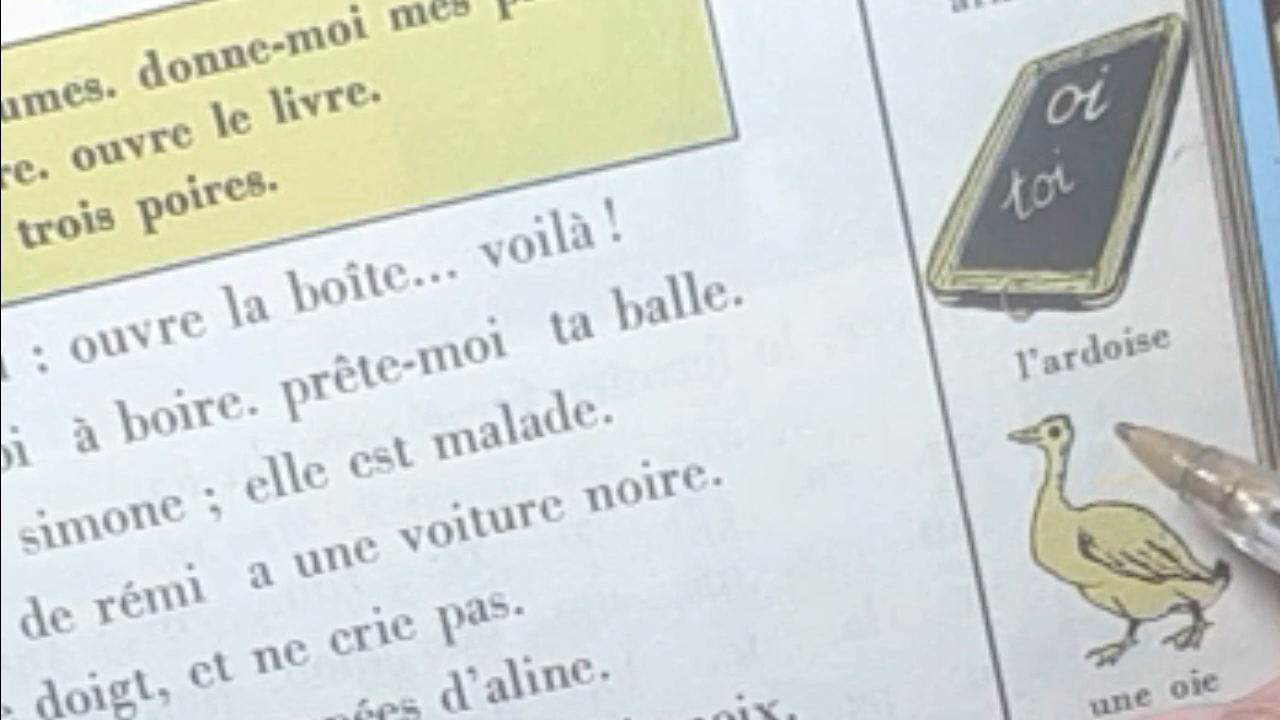 donne-moi mes
ouvre le livre.
trois poires.
: ouvre la boîte... voilà !
à boire. prête-moi ta balle.
simone ; elle est malade.
de rémi a une voiture noire.
doigt, et ne crie pas.
d'aline.
oi
toi
l'ardoise
une oie